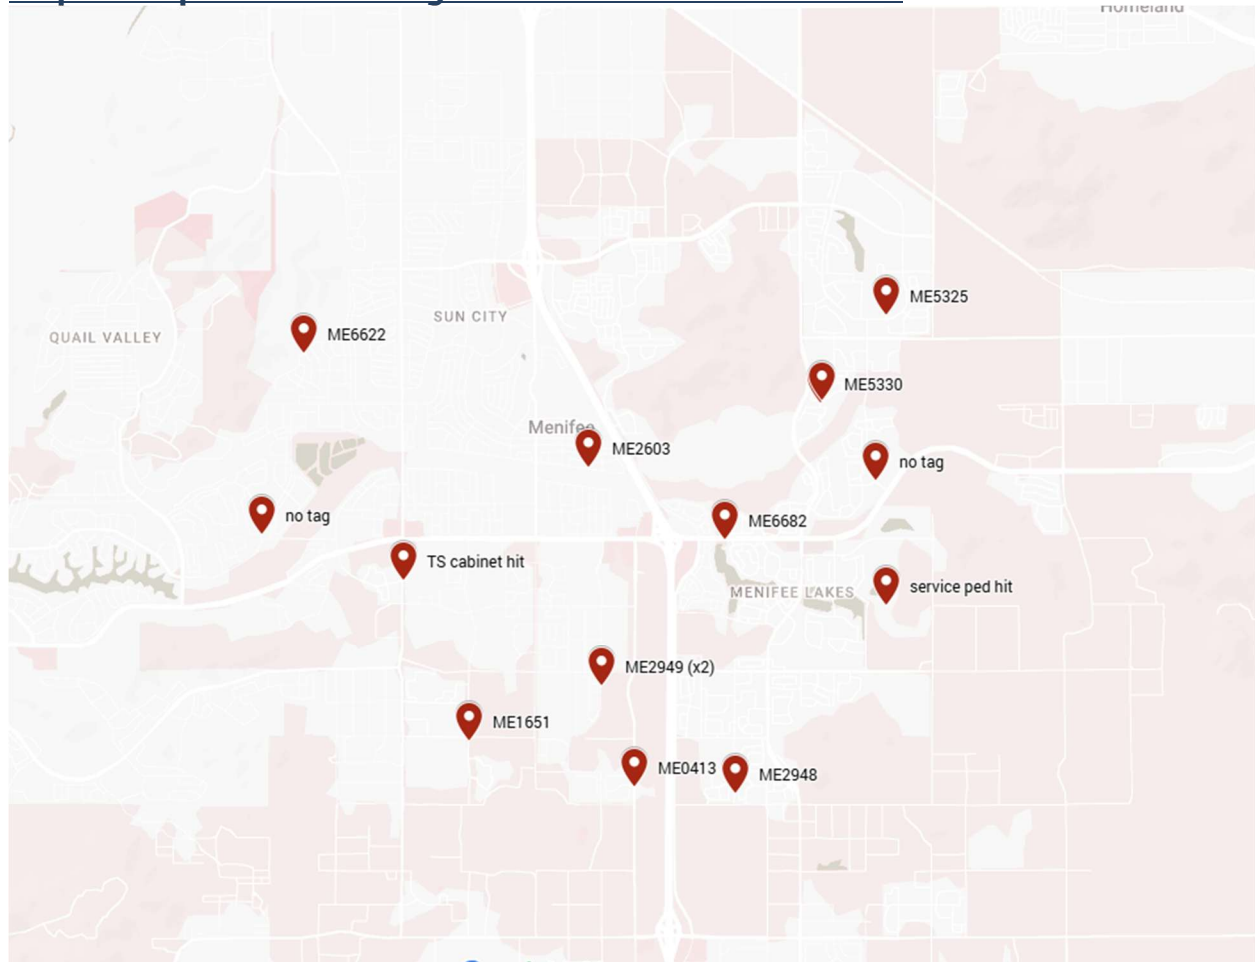 Homeland
ME5325
SUN CITY
QUAIL VALLEY
ME6622
ME5330
Menifee
ME2603
no tag
no tag
ME6682
TS cabinet hit
MENIFEE LAKES
service ped hit
ME2949 (x2)
ME1651
ME0413
ME2948